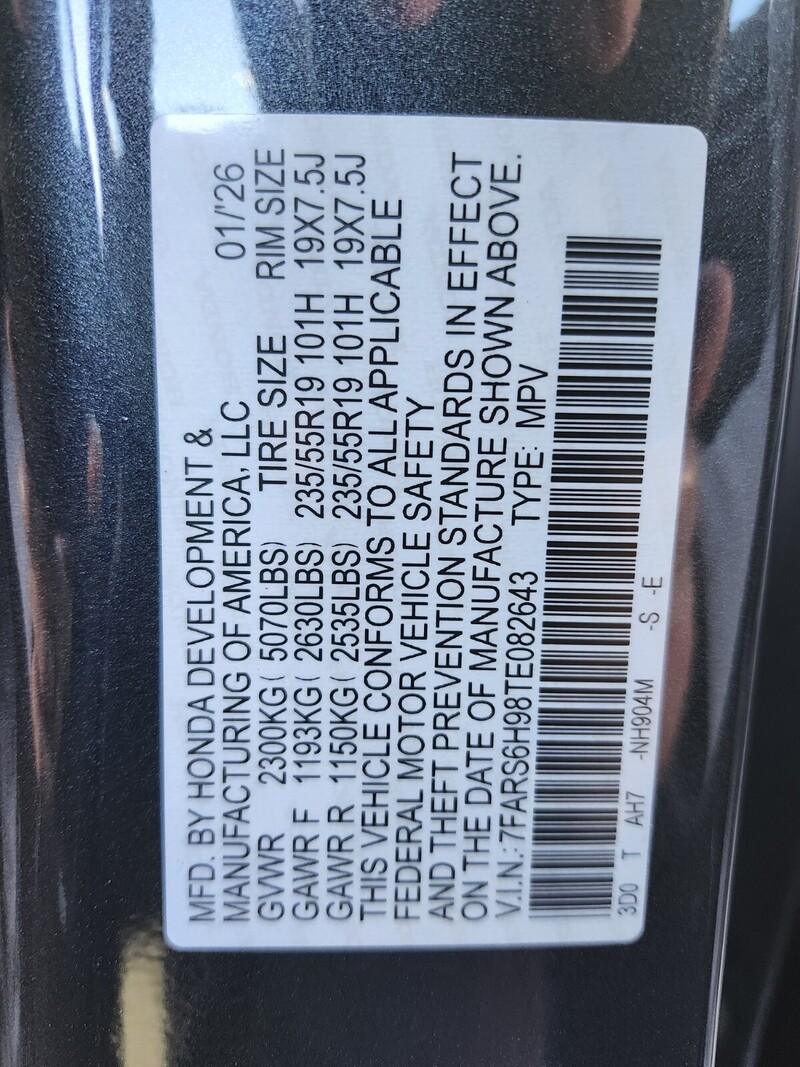 MFD. BY HONDA DEVELOPMENT &
MANUFACTURING OF AMERICA, LLC 01/'26
GVWR 2300KG( 5070LBS) TIRE SIZE RIM SIZE
GAWR F 1193KG( 2630LBS) 235/55R19 101H 19X7.5J
GAWR R 1150KG( 2535LBS) 235/55R19 101H 19X7.5J
THIS VEHICLE CONFORMS TO ALL APPLICABLE
FEDERAL MOTOR VEHICLE SAFETY
AND THEFT PREVENTION STANDARDS IN EFFECT
ON THE DATE OF MANUFACTURE SHOWN ABOVE.
V.I.N.: 7FARS6H98TE082643 TYPE: MPV
3D0 T AH7 -NH904M -S -E